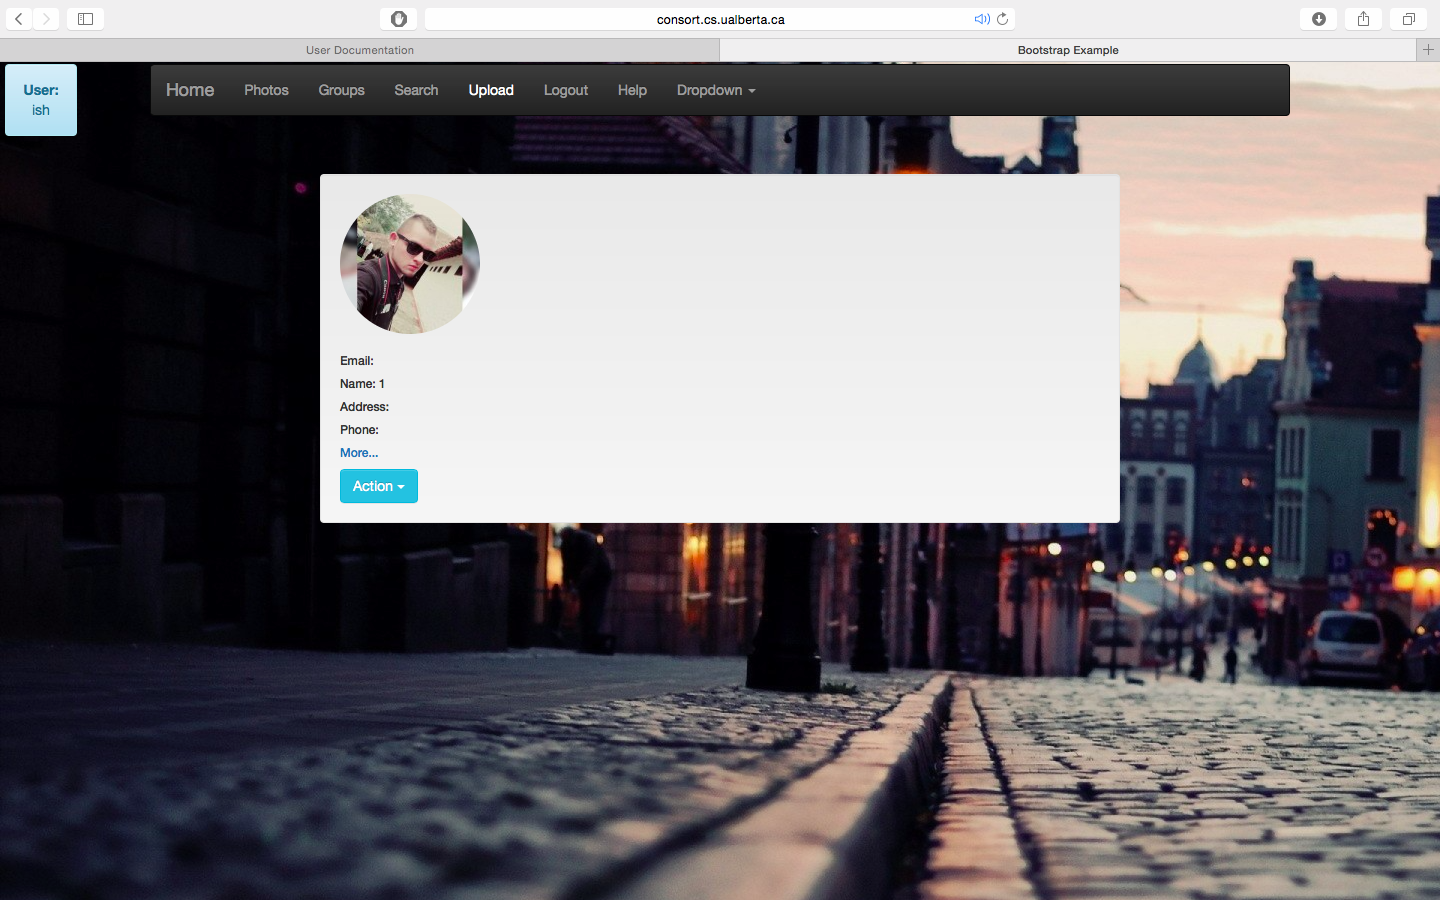 consort.cs.ualberta.ca
User Documentation
Bootstrap Example
User:
ish
Home Photos Groups Search Upload Logout Help Dropdown
Email:
Name: 1
Address:
Phone:
More...
Action